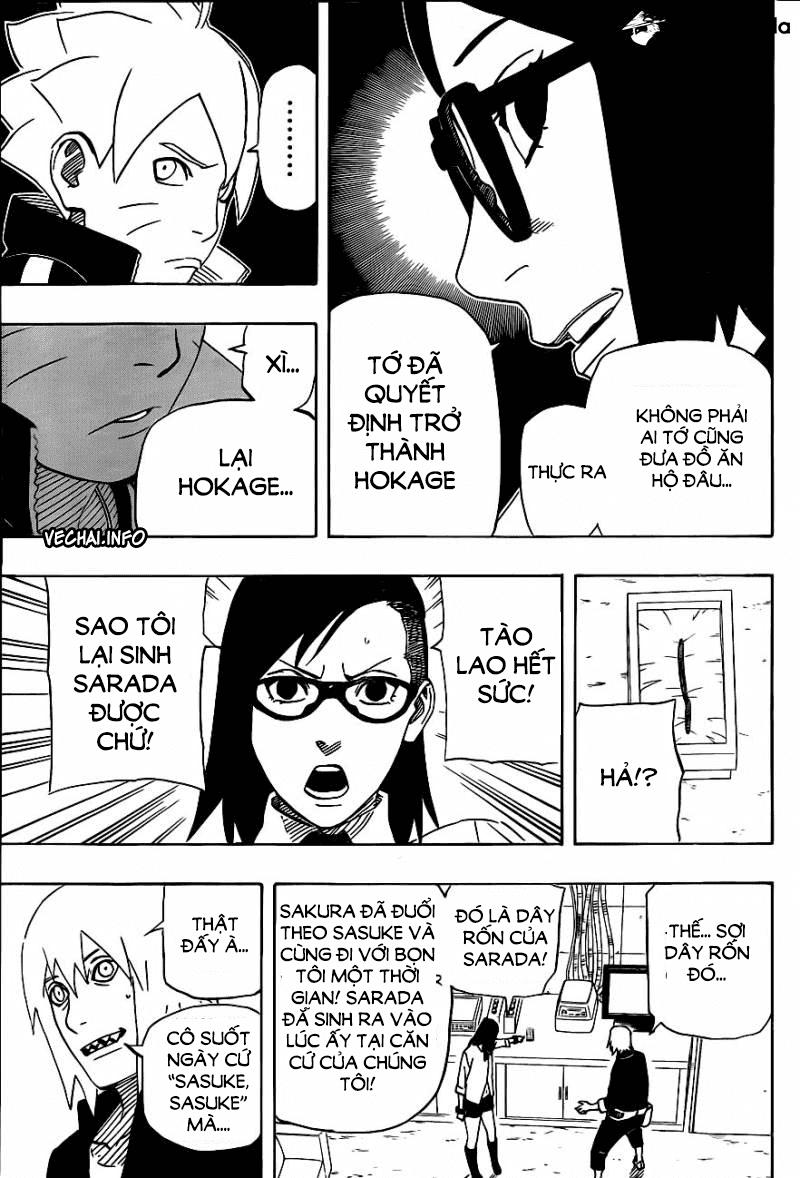 la
KHÔNG PHẢI
AI TỚ CŨNG
ĐƯA ĐỒ ĂN
HỘ ĐÂU...
THỰC RA
TỚ ĐÃ
QUYẾT
ĐỊNH TRỞ
THÀNH
HOKAGE
.........
XÌ...
LẠI
HOKAGE...
VECHAI.INFO
HẢ!?
TÀO
LAO HẾT
SỨC!
SAO TÔI
LẠI SINH
SARADA
ĐƯỢC
CHỨ!
THẾ... SỢI
DÂY RỐN
ĐÓ...
ĐÓ LÀ DÂY
RỐN CỦA
SARADA!
SAKURA ĐÃ ĐUỔI
THEO SASUKE VÀ
CÙNG ĐI VỚI BỌN
TÔI MỘT THỜI
GIAN! SARADA
ĐÃ SINH RA VÀO
LÚC ẤY TẠI CĂN
CỨ CỦA CHÚNG
TÔI!
THẬT
ĐẤY À...
CÔ SUỐT
NGÀY CỨ
“SASUKE,
SASUKE”
MÀ....